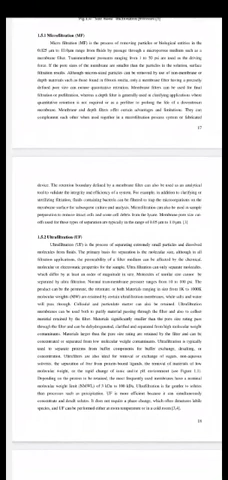 1.5.1 Microfiltration (MF)
Micro filtration (MF) is the process of removing particles or biological entities in the
0.025 µm to 10.0µm range from fluids by passage through a microporous medium such as a
membrane filter. Transmembrane pressures ranging from 1 to 50 psi are used as the driving
force. If the pore sizes of the membrane are smaller than the particles in the solution, surface
filtration results. Although micron-sized particles can be removed by use of non-membrane or
depth materials such as those found in fibrous media, only a membrane filter having a precisely
defined pore size can ensure quantitative retention. Membrane filters can be used for final
filtration or prefiltration, whereas a depth filter is generally used in clarifying applications where
quantitative retention is not required or as a prefilter to prolong the life of a downstream
membrane. Membrane and depth filters offer certain advantages and limitations. They can
complement each other when used together in a microfiltration process system or fabricated
17
device. The retention boundary defined by a membrane filter can also be used as an analytical
tool to validate the integrity and efficiency of a system. For example, in addition to clarifying or
sterilizing filtration, fluids containing bacteria can be filtered to trap the microorganisms on the
membrane surface for subsequent culture and analysis. Microfiltration can also be used in sample
preparation to remove intact cells and some cell debris from the lysate. Membrane pore size cut-
offs used for these types of separation are typically in the range of 0.05 µm to 1.0 µm.
1.5.2 Ultrafiltration (UF)
Ultrafiltration (UF) is the process of separating extremely small particles and dissolved
molecules from fluids. The primary basis for separation is the molecular size, although in all
filtration applications, the permeability of a filter medium can be affected by the chemical,
molecular or electrostatic properties for the sample. Ultra filtration can only separate molecules,
which differ by at least an order of magnitude in size. Molecules of similar size cannot be
separated by ultra filtration. Normal transmembrane pressure ranges from 10 to 100 psi. The
product can be the permeate, the retentate or both Materials ranging in size from 1K to 1000K
molecular weights (MW) are retained by certain ultrafiltration membranes, while salts and water
will pass through. Colloidal and particulate matter can also be retained. Ultrafiltration
membranes can be used both to purify material passing through the filter and also to collect
material retained by the filter. Materials significantly smaller than the pore size rating pass
through the filter and can be depyrogenated, clarified and separated from high molecular weight
contaminants. Materials larger than the pore size rating are retained by the filter and can be
concentrated or separated from low molecular weight contaminants. Ultrafiltration is typically
used to separate proteins from buffer components for buffer exchange, desalting, or
concentration. Ultrafilters are also ideal for removal or exchange of sugars, non-aqueous
solvents, the separation of free from protein-bound ligands, the removal of materials of low
molecular weight, or the rapid change of ionic and/or pH environment (see Figure 1.1).
Depending on the protein to be retained, the most frequently used membranes have a nominal
molecular weight limit (NMWL) of 3 kDa to 100 kDa. Ultrafiltration is far gentler to solutes
than processes such as precipitation. UF is more efficient because it can simultaneously
concentrate and desalt solutes. It does not require a phase change, which often denatures labile
species, and UF can be performed either at room temperature or in a cold room
18